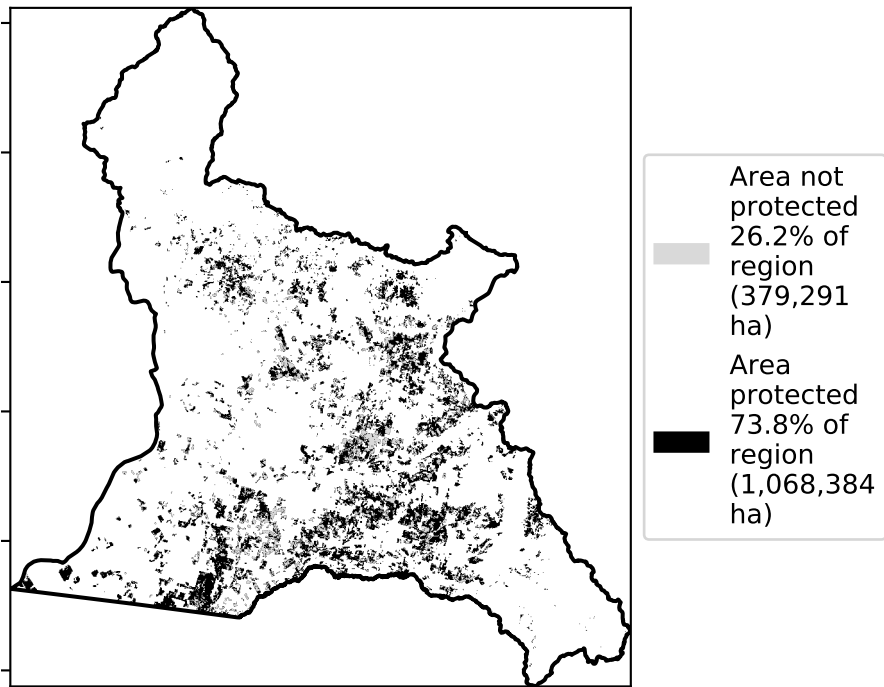 Area not
protected
26.2% of
region
(379,291
ha)
Area
protected
73.8% of
region
(1,068,384
ha)